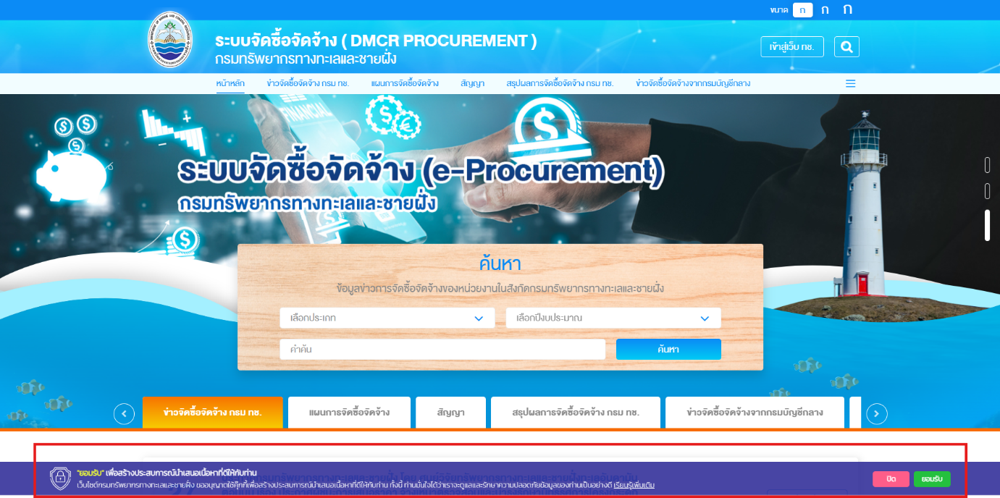 ขนาด ก ก ก
ระบบจัดซื้อจัดจ้าง ( DMCR PROCUREMENT )
กรมทรัพยากรทางทะเลและชายฝั่ง
เข้าสู่เว็บ ทช.
หน้าหลัก ข่าวจัดซื้อจัดจ้าง กรม ทช. แผนการจัดซื้อจัดจ้าง สัญญา สรุปผลการจัดซื้อจัดจ้าง กรม ทช. ข่าวจัดซื้อจัดจ้างจากกรมบัญชีกลาง
FINANCIAL
ระบบจัดซื้อจัดจ้าง (e-Procurement)
กรมทรัพยากรทางทะเลและชายฝั่ง
ค้นหา
ข้อมูลข่าวการจัดซื้อจัดจ้างของหน่วยงานในสังกัดกรมทรัพยากรทางทะเลและชายฝั่ง
เลือกประเภท เลือกปีงบประมาณ
คำค้น ค้นหา
ข่าวจัดซื้อจัดจ้าง กรม ทช. แผนการจัดซื้อจัดจ้าง สัญญา สรุปผลการจัดซื้อจัดจ้าง กรม ทช. ข่าวจัดซื้อจัดจ้างจากกรมบัญชีกลาง
"ยอมรับ" เพื่อสร้างประสบการณ์นำเสนอเนื้อหาที่ดีให้กับท่าน
เว็บไซต์กรมทรัพยากรทางทะเลและชายฝั่ง ขออนุญาตใช้คุ้กกี้เพื่อสร้างประสบการณ์นำเสนอเนื้อหาที่ดีให้กับท่าน ทั้งนี้ ท่านมั่นใจได้ว่าเราจะดูแลและรักษาความปลอดภัยข้อมูลของท่านเป็นอย่างดี เรียนรู้เพิ่มเติม
ปิด ยอมรับ